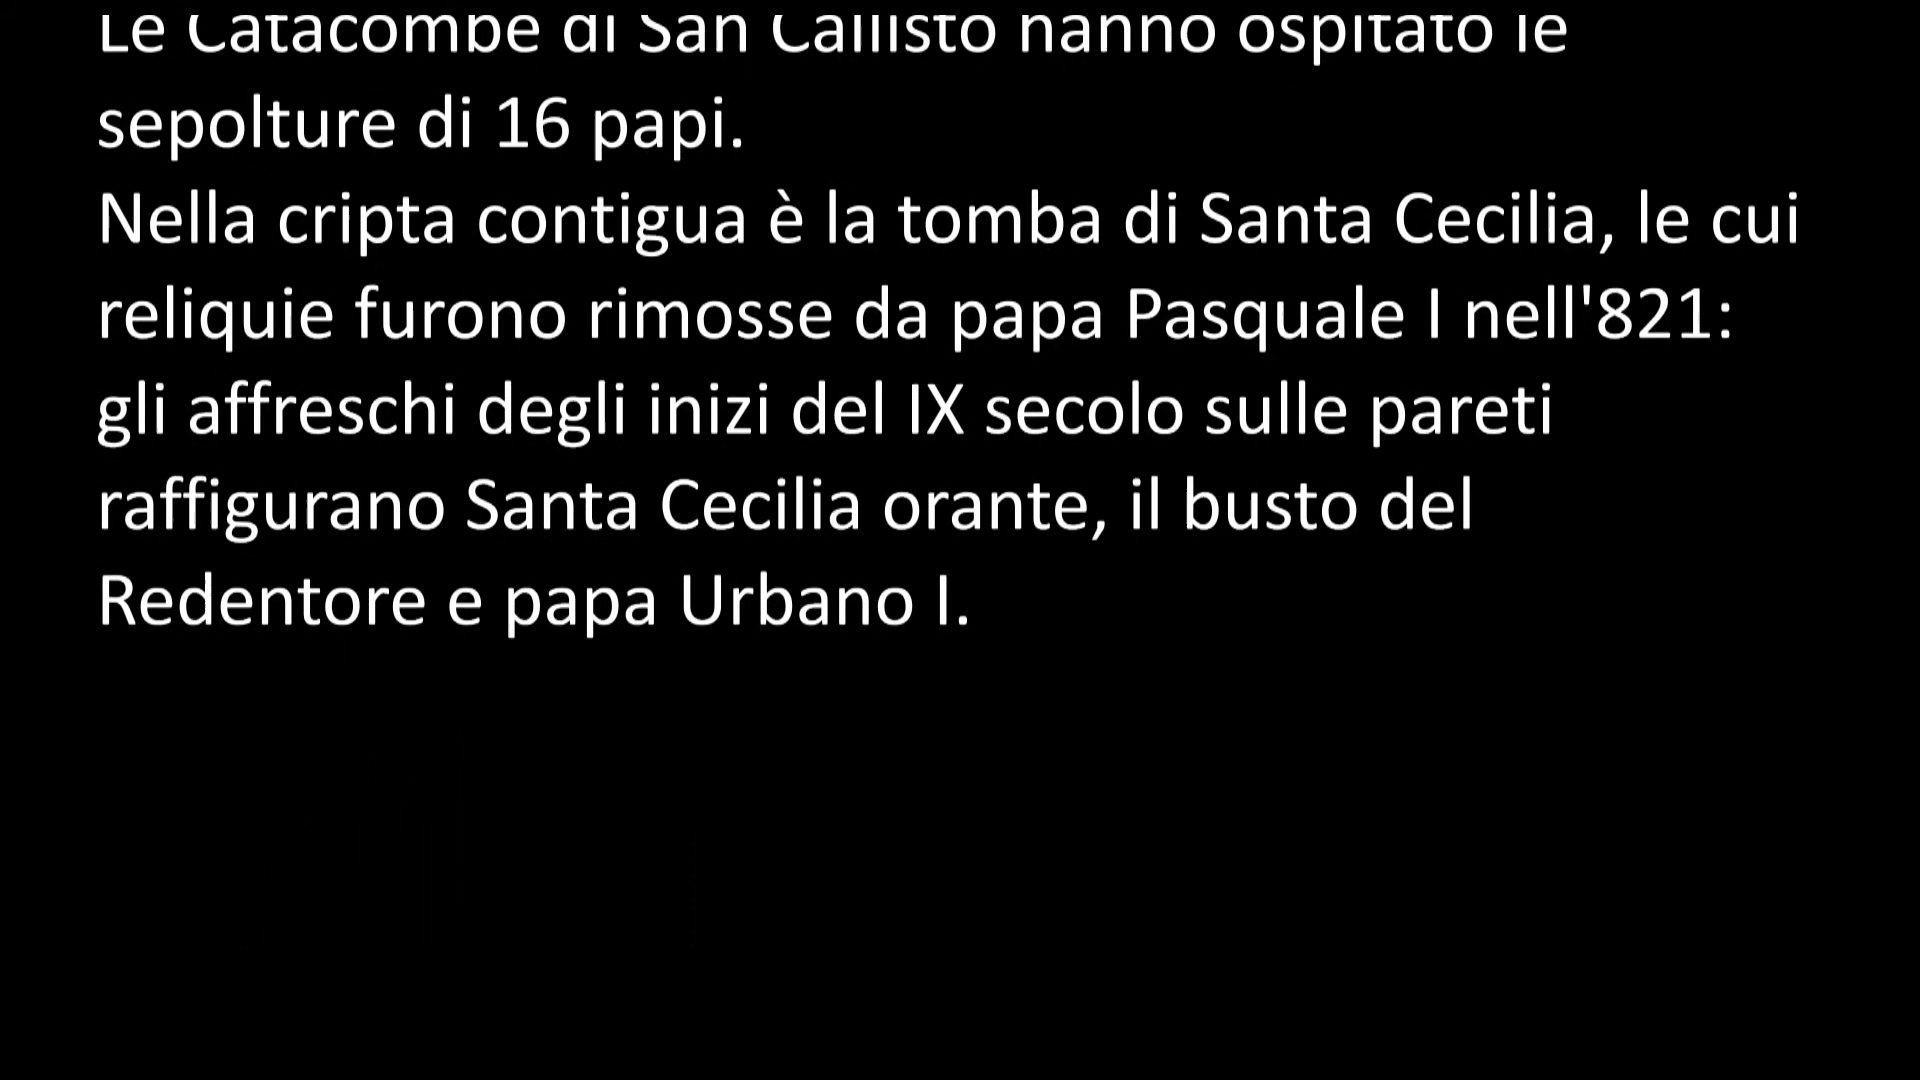 Le Catacombe di San Callisto hanno ospitato le
sepolture di 16 papi.
Nella cripta contigua è la tomba di Santa Cecilia, le cui
reliquie furono rimosse da papa Pasquale I nell'821:
gli affreschi degli inizi del IX secolo sulle pareti
raffigurano Santa Cecilia orante, il busto del
Redentore e papa Urbano I.